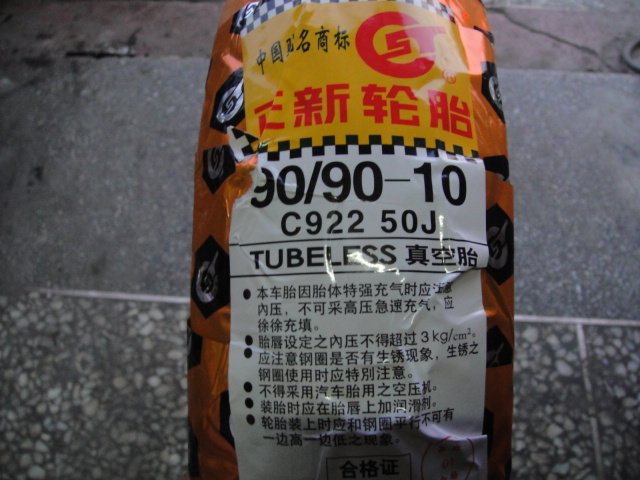 中国驰名商标
CST
®
正新轮胎
90/90-10
C922 50J
TUBELESS 真空胎
● 本车胎因胎体特强充气时应注意
内压，不可采高压急速充气，应
徐徐充填。
● 胎唇设定之内压不得超过3kg/cm²。
● 应注意钢圈是否有生锈现象，生锈之
钢圈使用时应特别注意。
● 不得采用汽车胎用之空压机。
● 装胎时应在胎唇上加润滑剂。
● 轮胎装上时应和钢圈平行不可有
一边高一边低之现象。
合格证